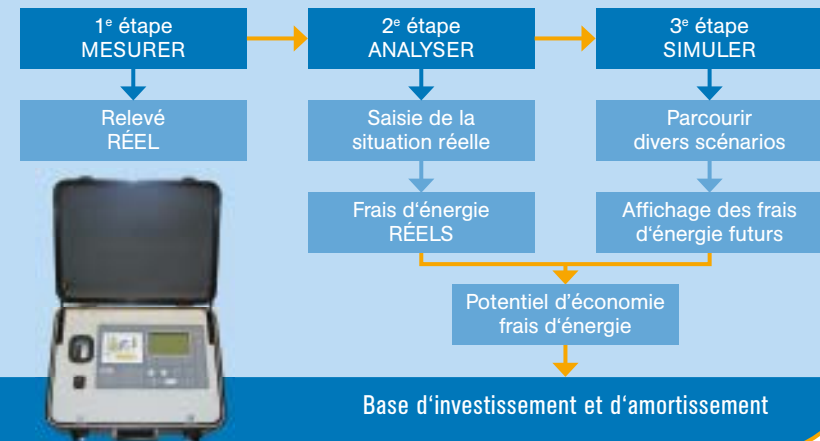 1e étape
MESURER
2e étape
ANALYSER
3e étape
SIMULER
Relevé
RÉEL
Saisie de la
situation réelle
Parcourir
divers scénarios
Frais d‘énergie
RÉELS
Affichage des frais
d‘énergie futurs
Potentiel d’économie
frais d‘énergie
Base d‘investissement et d‘amortissement